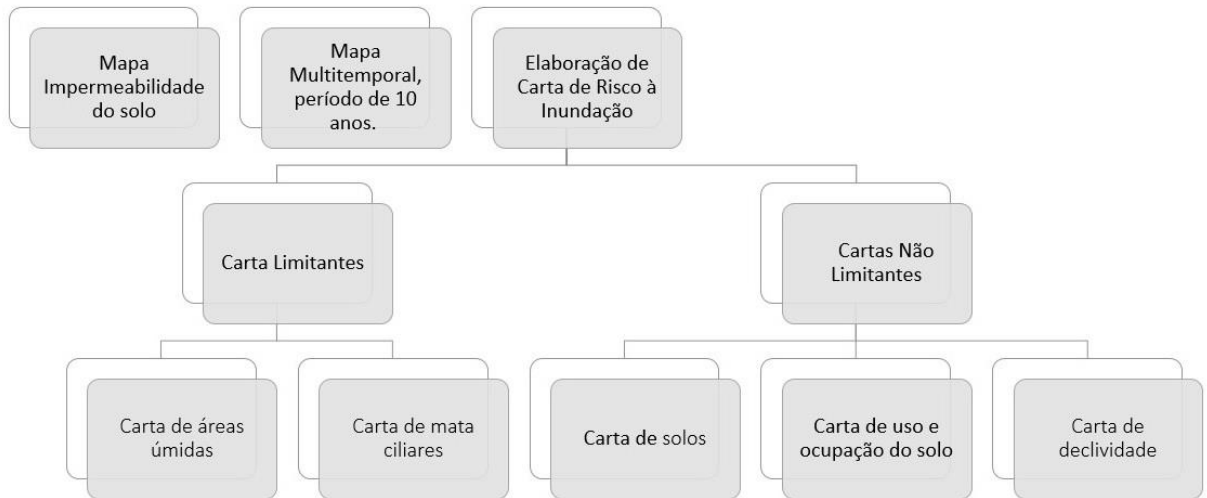 Mapa
Impermeabilidade
do solo
Mapa
Multitemporal,
período de 10
anos.
Elaboração de
Carta de Risco à
Inundação
Carta Limitantes
Cartas Não
Limitantes
Carta de áreas
úmidas
Carta de mata
ciliares
Carta de solos
Carta de uso e
ocupação do solo
Carta de
declividade